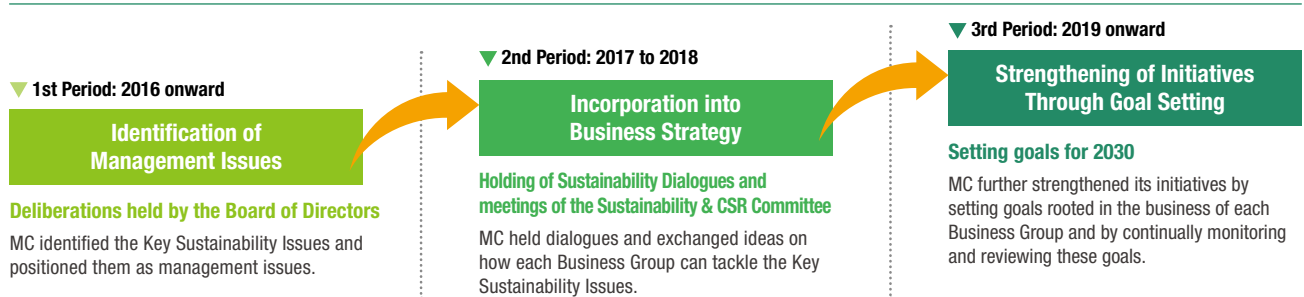 ▼ 1st Period: 2016 onward
Identification of
Management Issues
Deliberations held by the Board of Directors
MC identified the Key Sustainability Issues and
positioned them as management issues.
▼ 2nd Period: 2017 to 2018
Incorporation into
Business Strategy
Holding of Sustainability Dialogues and
meetings of the Sustainability & CSR Committee
MC held dialogues and exchanged ideas on
how each Business Group can tackle the Key
Sustainability Issues.
▼ 3rd Period: 2019 onward
Strengthening of Initiatives
Through Goal Setting
Setting goals for 2030
MC further strengthened its initiatives by
setting goals rooted in the business of each
Business Group and by continually monitoring
and reviewing these goals.